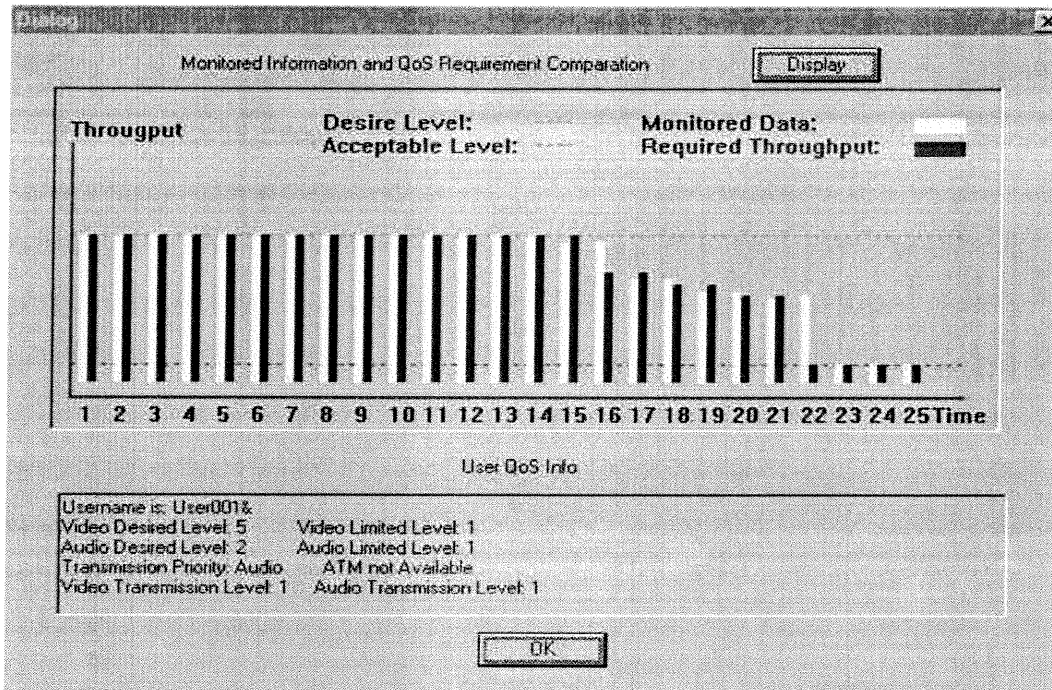 Dialog
Monitored Information and QoS Requirement Comparation
Display
Througput
Desire Level:
Monitored Data:
Acceptable Level:
Required Throughput:
1 2 3 4 5 6 7 8 9 10 11 12 13 14 15 16 17 18 19 20 21 22 23 24 25 Time
User QoS Info
Username is: User001&
Video Desired Level: 5 Video Limited Level: 1
Audio Desired Level: 2 Audio Limited Level: 1
Transmission Priority: Audio ATM not Available
Video Transmission Level: 1 Audio Transmission Level: 1
OK